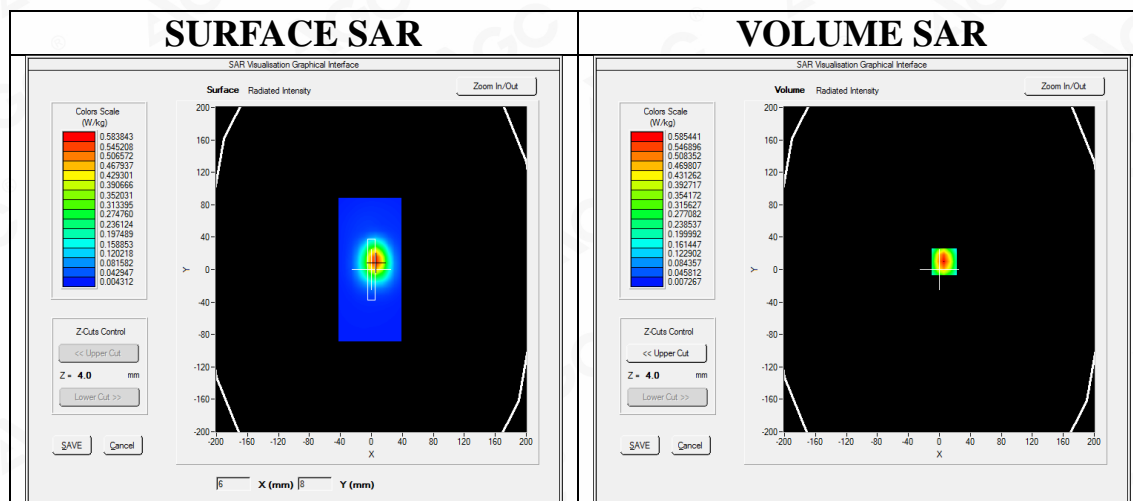 SURFACE SAR
SAR Visualisation Graphical Interface
Surface Radiated Intensity
Zoom In/Out
Colors Scale
(W/kg)
0.583843
0.545208
0.506572
0.467937
0.429301
0.390666
0.352031
0.313395
0.274760
0.236124
0.197489
0.158853
0.120218
0.081582
0.042947
0.004312
Z-Cuts Control
<< Upper Cut
Z = 4.0 mm
Lower Cut >>
SAVE Cancel
200
160
120
80
40
0
-40
-80
-120
-160
-200
Y
-200 -160 -120 -80 -40 0 40 80 120 160 200
X
6 X (mm) 8 Y (mm)
VOLUME SAR
SAR Visualisation Graphical Interface
Volume Radiated Intensity
Zoom In/Out
Colors Scale
(W/kg)
0.585441
0.546896
0.508352
0.469807
0.431262
0.392717
0.354172
0.315627
0.277082
0.238537
0.199992
0.161447
0.122902
0.084357
0.045812
0.007267
Z-Cuts Control
<< Upper Cut
Z = 4.0 mm
Lower Cut >>
SAVE Cancel
200
160
120
80
40
0
-40
-80
-120
-160
-200
Y
-200 -160 -120 -80 -40 0 40 80 120 160 200
X